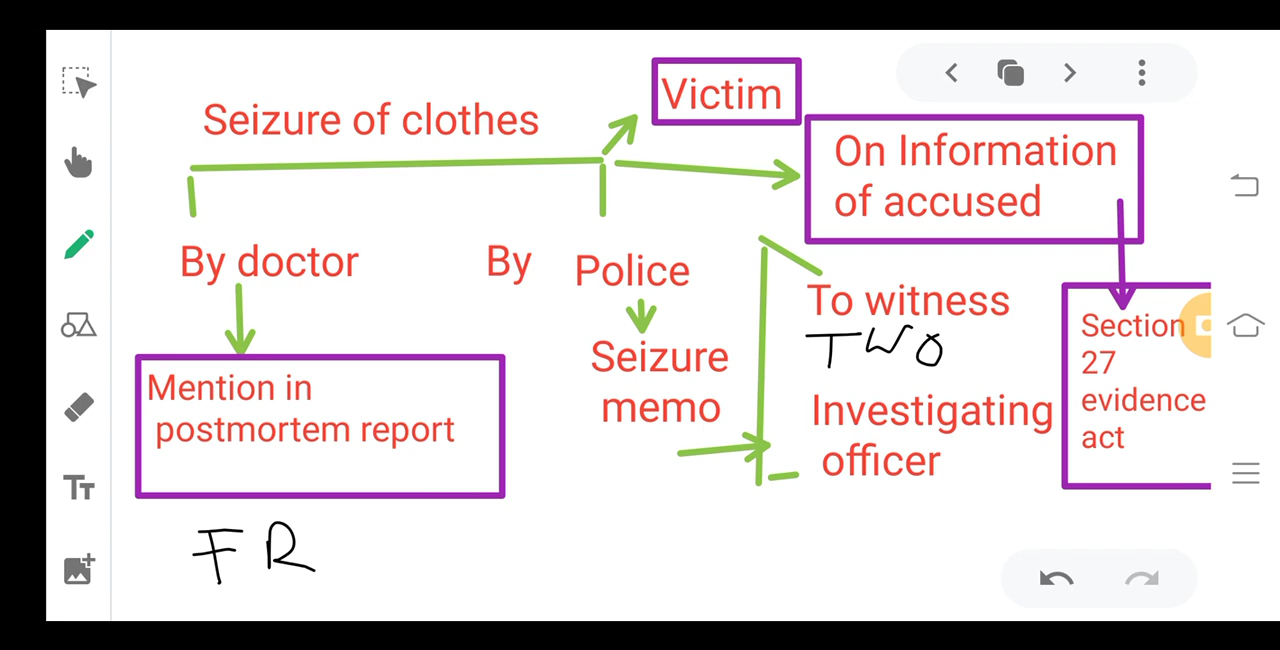 Victim
Seizure of clothes
On Information
of accused
By doctor
By Police
To witness
TWO
Seizure
memo
Investigating
officer
Section
27
evidence
act
Mention in
postmortem report
FR